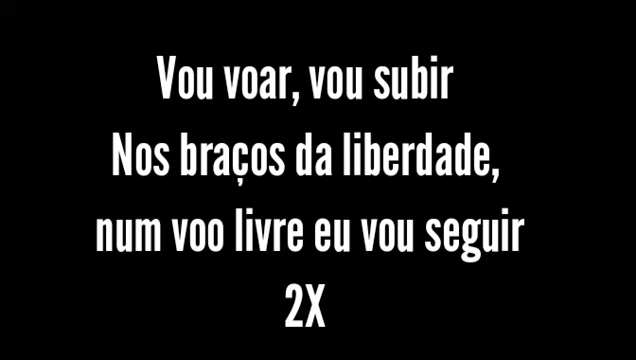 Vou voar, vou subir
Nos braços da liberdade,
num voo livre eu vou seguir
2X